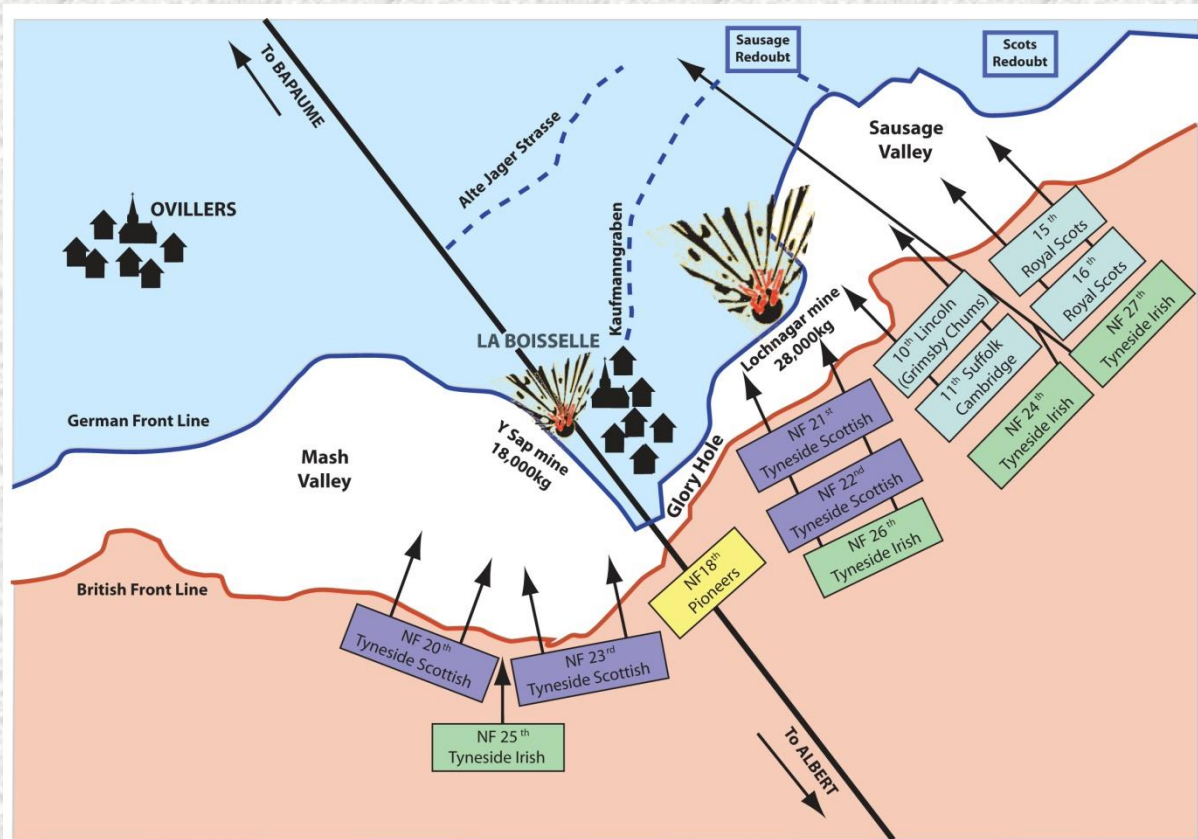 To BAPAUME
Sausage
Redoubt
Scots
Redoubt
Alte Jager Strasse
Sausage
Valley
OVILLERS
Kaufmanngraben
15th
Royal Scots
16th
Royal Scots
NF 27th
Tyneside Irish
LA BOISSELLE
Lochnagar mine
28,000kg
10th Lincoln
(Grimsby Chums)
11th Suffolk
Cambridge
NF 24th
Tyneside Irish
German Front Line
Y Sap mine
18,000kg
Mash
Valley
Glory Hole
NF 21st
Tyneside Scottish
NF 22nd
Tyneside Scottish
NF 26th
Tyneside Irish
British Front Line
NF18th
Pioneers
NF 20th
Tyneside Scottish
NF 23rd
Tyneside Scottish
NF 25th
Tyneside Irish
To ALBERT